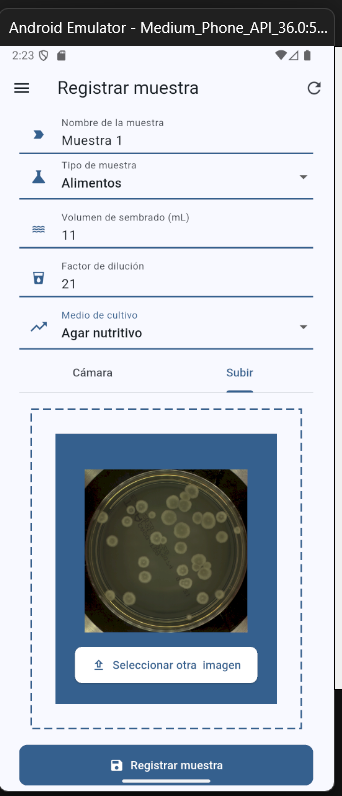 Android Emulator - Medium_Phone_API_36.0:5...
2:23
Registrar muestra
Nombre de la muestra
Muestra 1
Tipo de muestra
Alimentos
Volumen de sembrado (mL)
11
Factor de dilución
21
Medio de cultivo
Agar nutritivo
Cámara
Subir
Seleccionar otra  imagen
Registrar muestra